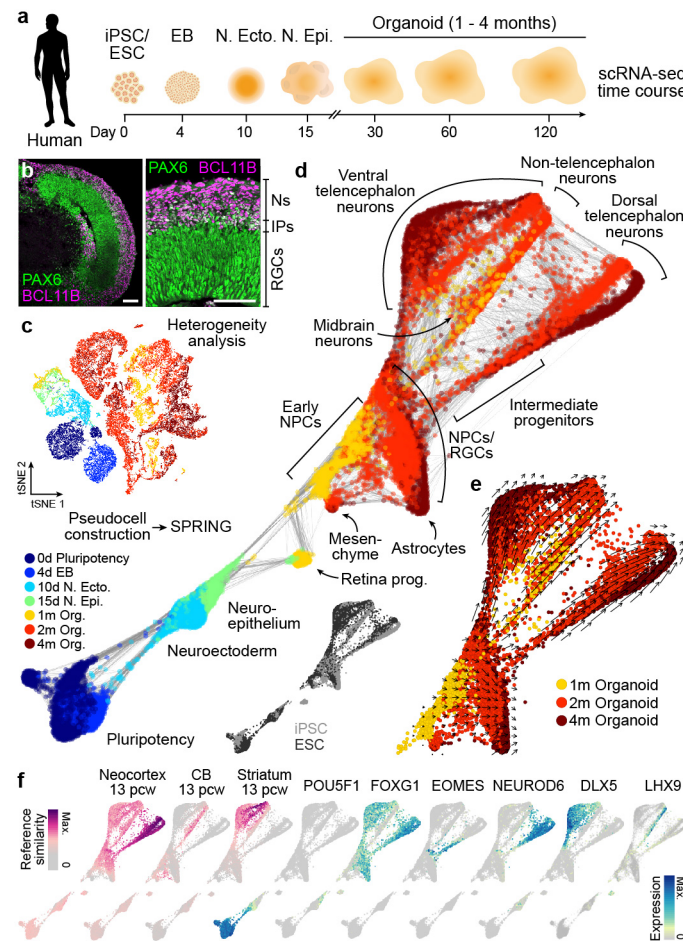 a
iPSC/
ESC
EB
N. Ecto.
N. Epi.
Organoid (1 - 4 months)
scRNA-seq
time course
Human
Day
0
4
10
15
30
60
120
b
PAX6
BCL11B
PAX6 BCL11B
Ns
IPs
RGCs
c
Heterogeneity
analysis
tSNE 2
tSNE 1
Pseudocell
construction
SPRING
0d Pluripotency
4d EB
10d N. Ecto.
15d N. Epi.
1m Org.
2m Org.
4m Org.
d
Ventral
telencephalon
neurons
Non-telencephalon
neurons
Dorsal
telencephalon
neurons
Midbrain
neurons
Early
NPCs
Intermediate
progenitors
NPCs/
RGCs
Mesen-
chyme
Astrocytes
Retina prog.
Neuro-
epithelium
Neuroectoderm
Pluripotency
iPSC
ESC
e
1m Organoid
2m Organoid
4m Organoid
f
Neocortex
13 pcw
CB
13 pcw
Striatum
13 pcw
POU5F1
FOXG1
EOMES
NEUROD6
DLX5
LHX9
Reference
similarity
Max.
0
Expression
Max.
0